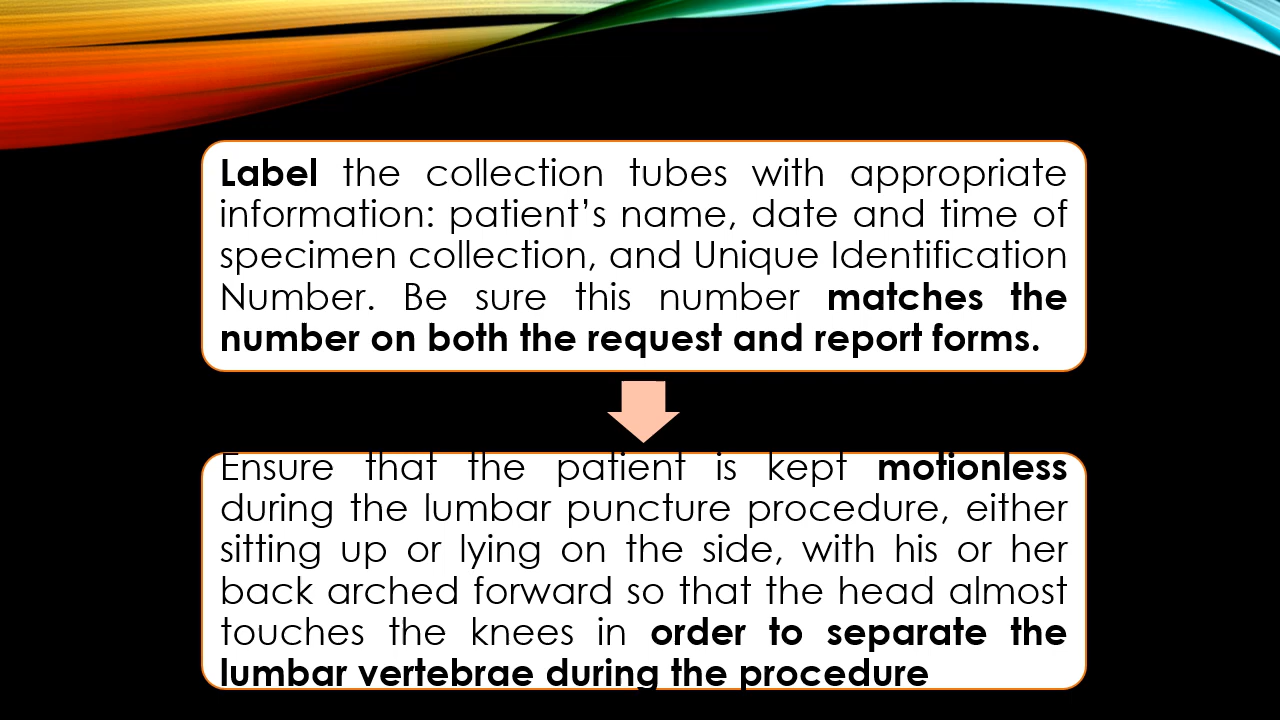 Label the collection tubes with appropriate
information: patient’s name, date and time of
specimen collection, and Unique Identification
Number. Be sure this number matches the
number on both the request and report forms.
Ensure that the patient is kept motionless
during the lumbar puncture procedure, either
sitting up or lying on the side, with his or her
back arched forward so that the head almost
touches the knees in order to separate the
lumbar vertebrae during the procedure